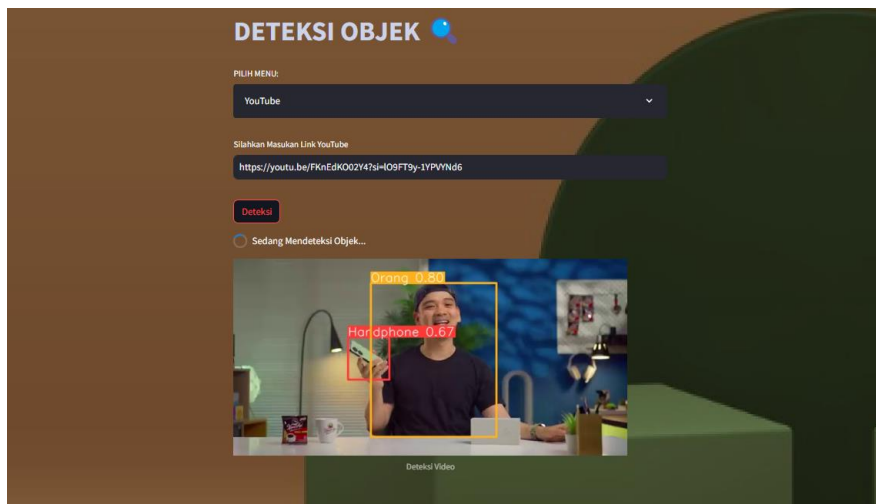 DETEKSI OBJEK
PILIH MENU:
YouTube
Silahkan Masukan Link YouTube
https://youtu.be/FKnEdKO02Y4?si=lO9FT9y-1YPVYNd6
Deteksi
Sedang Mendeteksi Objek...
Orang 0.80
Handphone 0.67
Deteksi Video